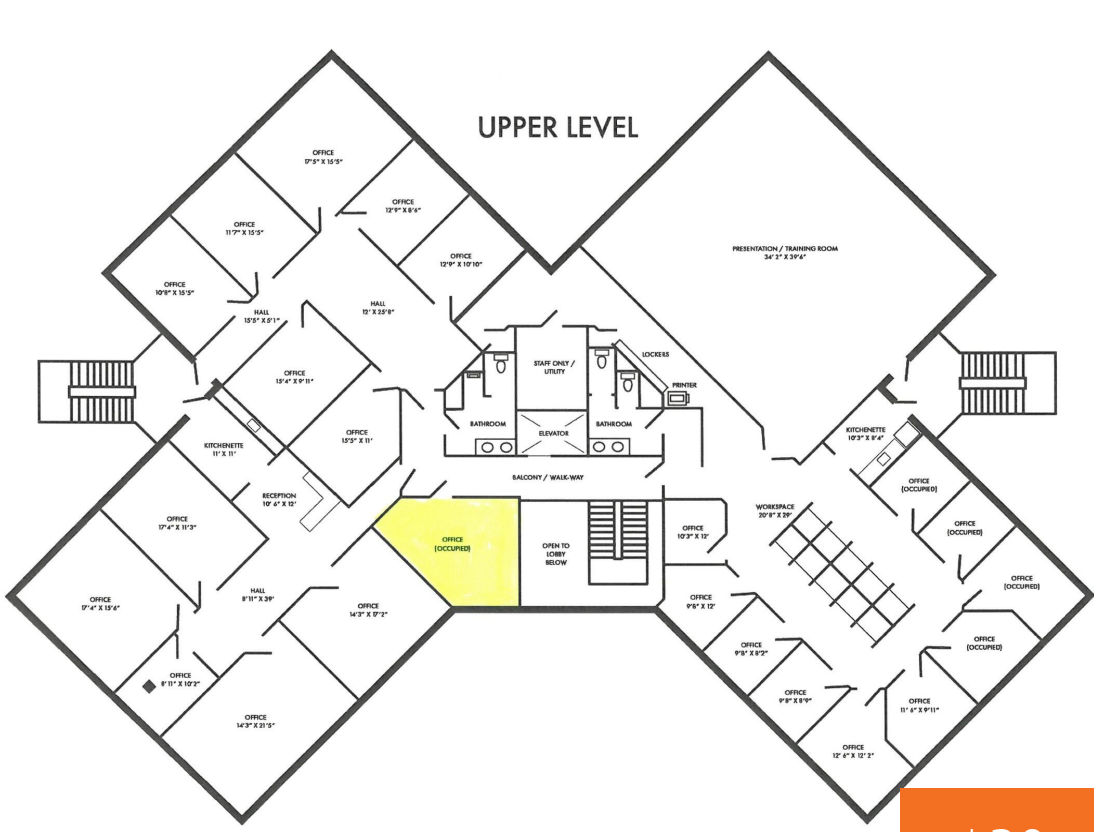 UPPER LEVEL
OFFICE
17'5" X 15'5"
OFFICE
12'9" X 8'6"
OFFICE
11'7" X 15'5"
OFFICE
12'9" X 10'10"
OFFICE
10'8" X 15'5"
HALL
15'5" X 5'1"
HALL
12' X 25'8"
PRESENTATION / TRAINING ROOM
34' 2" X 39'6"
OFFICE
15'4" X 9'11"
STAFF ONLY /
UTILITY
LOCKERS
PRINTER
OFFICE
15'5" X 11'
BATHROOM
ELEVATOR
BATHROOM
KITCHENETTE
11' X 11'
KITCHENETTE
10'3" X 8'4"
BALCONY / WALK-WAY
RECEPTION
10' 6" X 12'
OFFICE
(OCCUPIED)
OFFICE
17'4" X 11'3"
WORKSPACE
20'8" X 29'
OFFICE
(OCCUPIED)
OFFICE
10'3" X 12'
OFFICE
(OCCUPIED)
OPEN TO
LOBBY
BELOW
OFFICE
(OCCUPIED)
HALL
8'11" X 39'
OFFICE
17'4" X 15'6"
OFFICE
14'3" X 17'2"
OFFICE
9'8" X 12'
OFFICE
(OCCUPIED)
OFFICE
9'8" X 8'2"
OFFICE
8' 11" X 10'2"
OFFICE
9'8" X 8'9"
OFFICE
11' 6" X 9'11"
OFFICE
14'3" X 21'5"
OFFICE
12' 6" X 12' 2"